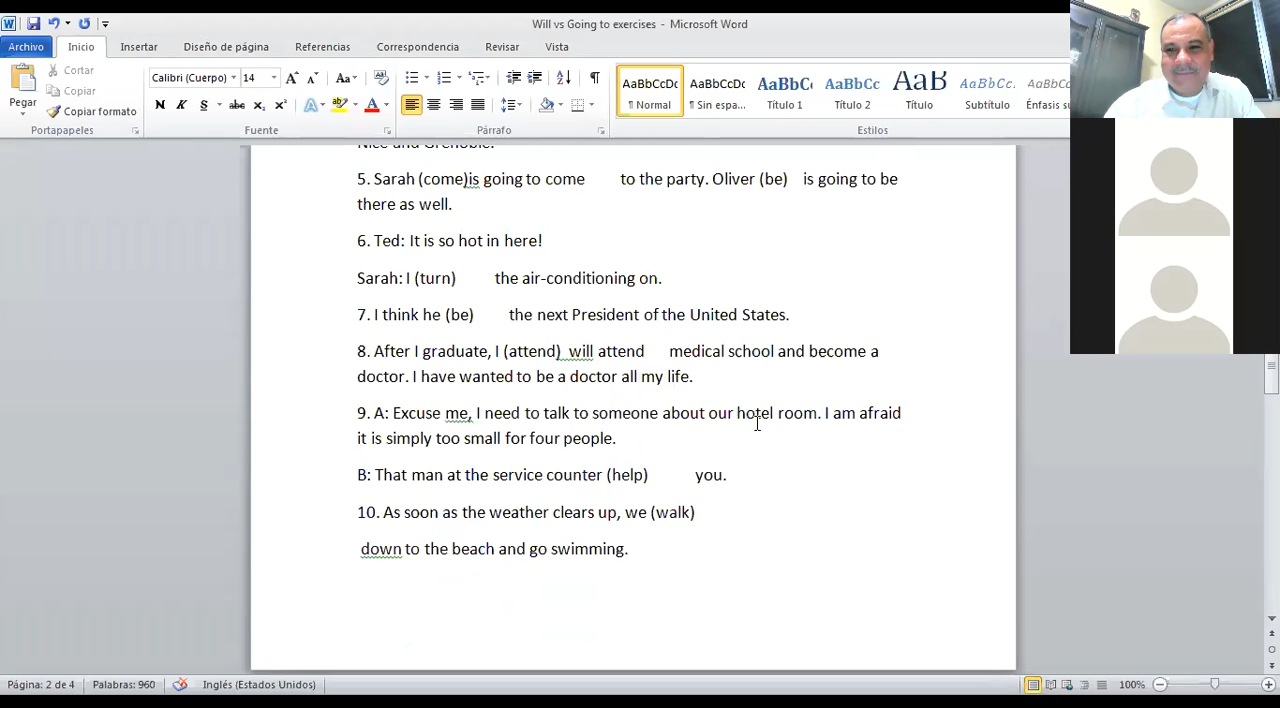 Will vs Going to exercises - Microsoft Word
Archivo Inicio Insertar Diseño de página Referencias Correspondencia Revisar Vista
Pegar
Cortar
Copiar
Copiar formato
Portapapeles
Calibri (Cuerpo) 14
Fuente
Párrafo
AaBbCcDc AaBbCcDc AaBbC AaBbCc AaB AaBbCc. AaBbCcD
¶ Normal ¶ Sin espa... Título 1 Título 2 Título Subtítulo Énfasis su
Estilos
Nice and Grenoble.
5. Sarah (come)is going to come to the party. Oliver (be) is going to be
there as well.
6. Ted: It is so hot in here!
Sarah: I (turn) the air-conditioning on.
7. I think he (be) the next President of the United States.
8. After I graduate, I (attend) will attend medical school and become a
doctor. I have wanted to be a doctor all my life.
9. A: Excuse me, I need to talk to someone about our hotel room. I am afraid
it is simply too small for four people.
B: That man at the service counter (help) you.
10. As soon as the weather clears up, we (walk)
down to the beach and go swimming.
Página: 2 de 4 Palabras: 960 Inglés (Estados Unidos) 100%